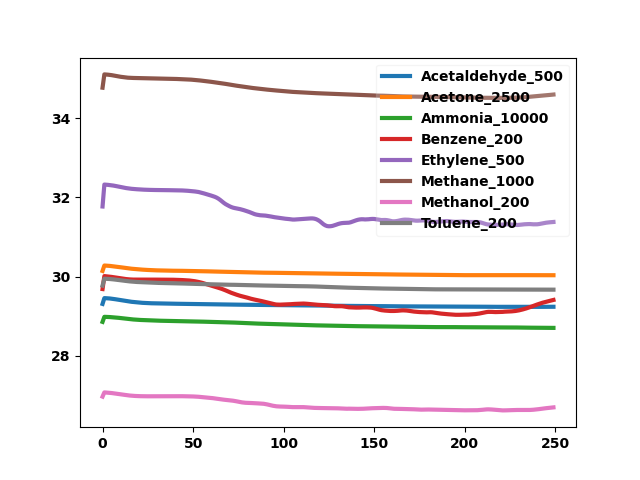 34
32
30
28
0 50 100 150 200 250
Acetaldehyde_500
Acetone_2500
Ammonia_10000
Benzene_200
Ethylene_500
Methane_1000
Methanol_200
Toluene_200